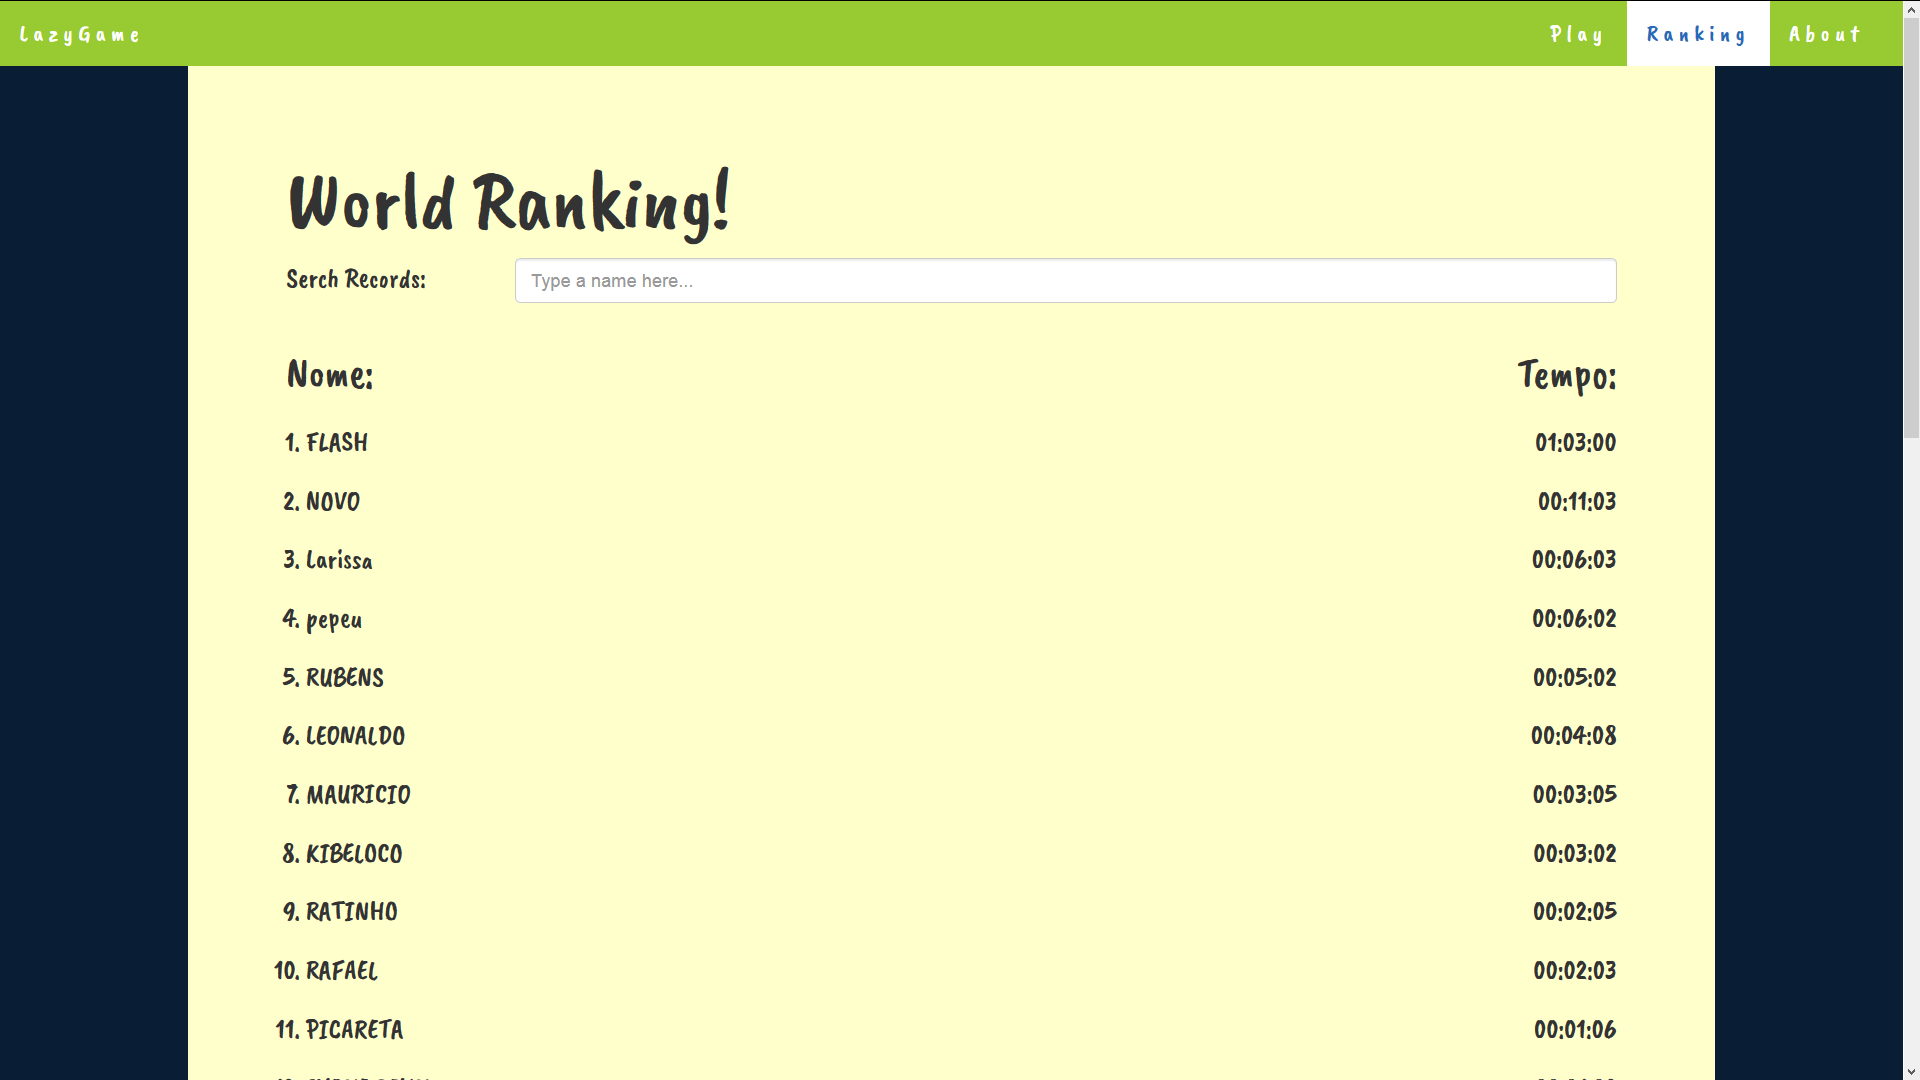 LazyGame Play Ranking About
World Ranking!
Serch Records: Type a name here...
Nome: Tempo:
1. FLASH 01:03:00
2. NOVO 00:11:03
3. Larissa 00:06:03
4. pepeu 00:06:02
5. RUBENS 00:05:02
6. LEONALDO 00:04:08
7. MAURICIO 00:03:05
8. KIBELOCO 00:03:02
9. RATINHO 00:02:05
10. RAFAEL 00:02:03
11. PICARETA 00:01:06